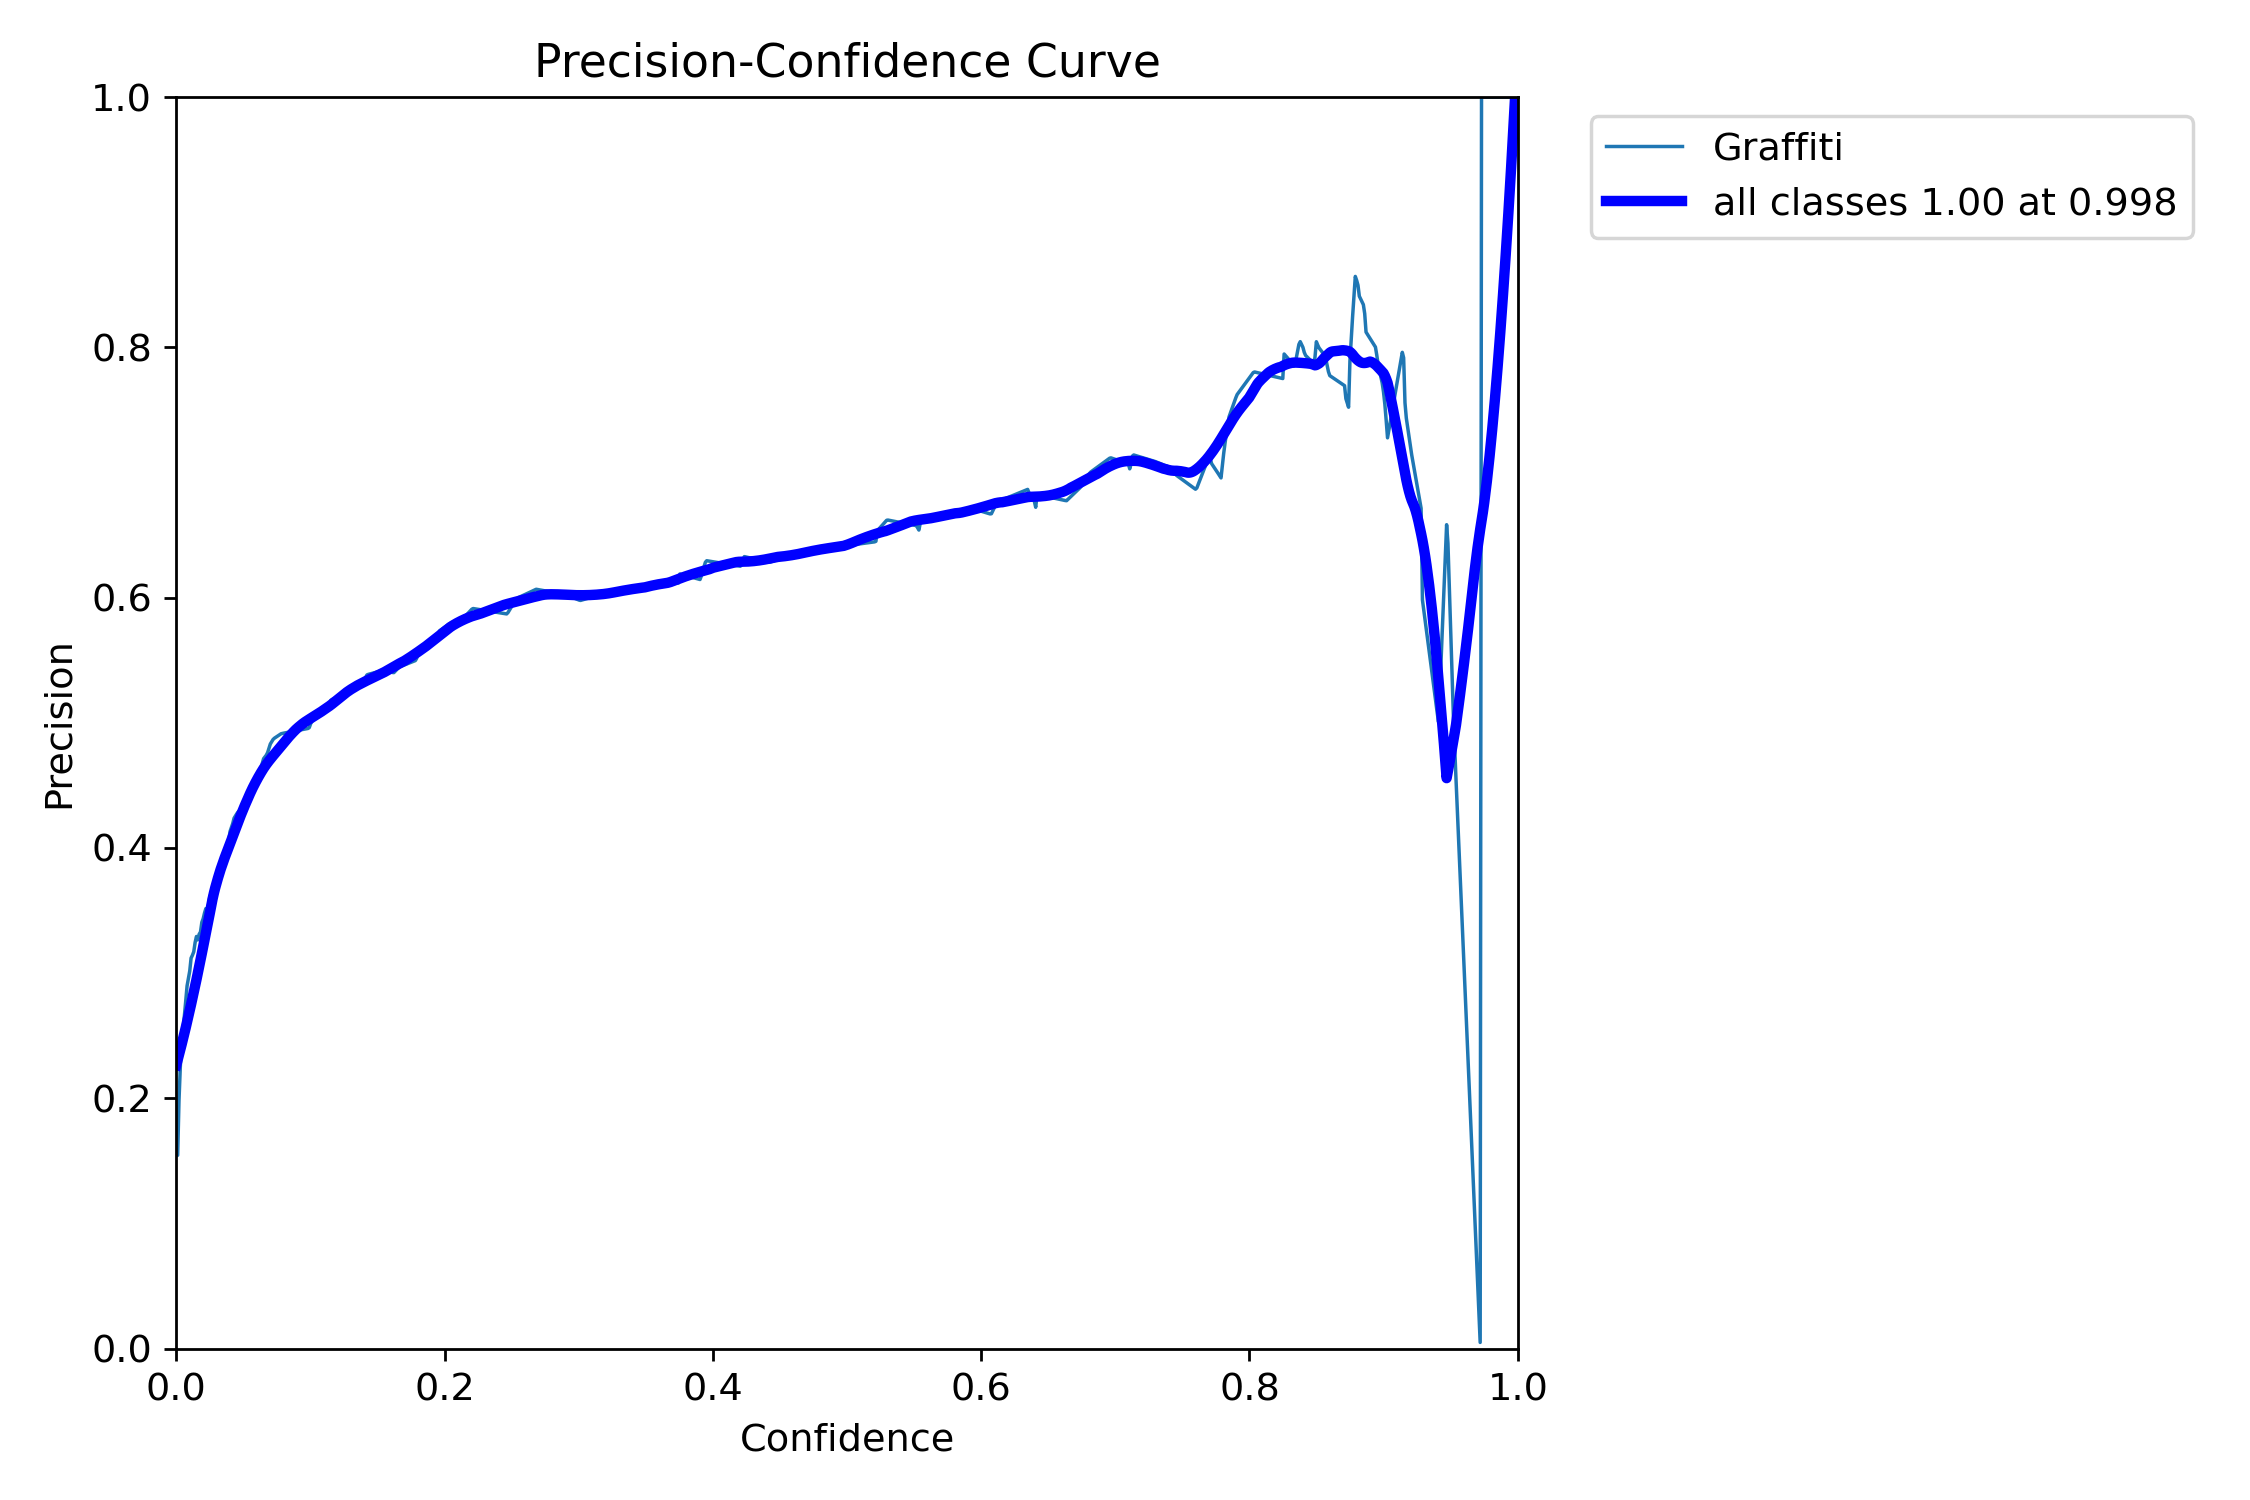 Precision-Confidence Curve
1.0
0.8
0.6
0.4
0.2
0.0
Precision
0.0 0.2 0.4 0.6 0.8 1.0
Confidence
Graffiti
all classes 1.00 at 0.998